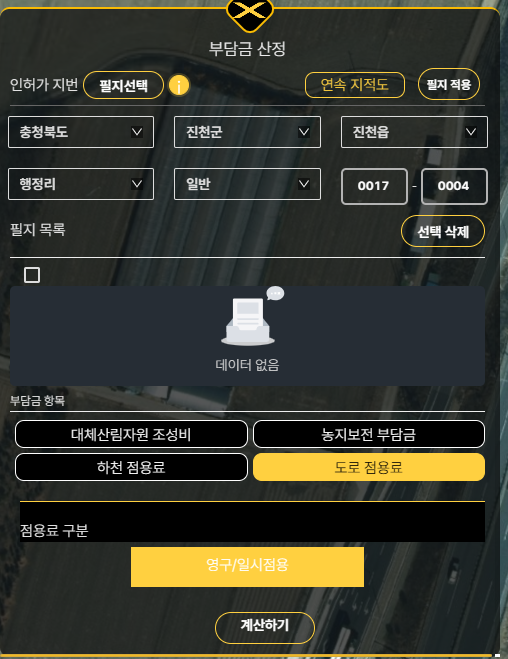 부담금 산정
인허가 지번 필지선택 i 연속 지적도 필지 적용
충청북도 진천군 진천읍
행정리 일반 0017 - 0004
필지 목록 선택 삭제
데이터 없음
부담금 항목
대체산림자원 조성비 농지보전 부담금
하천 점용료 도로 점용료
점용료 구분
영구/일시점용
계산하기